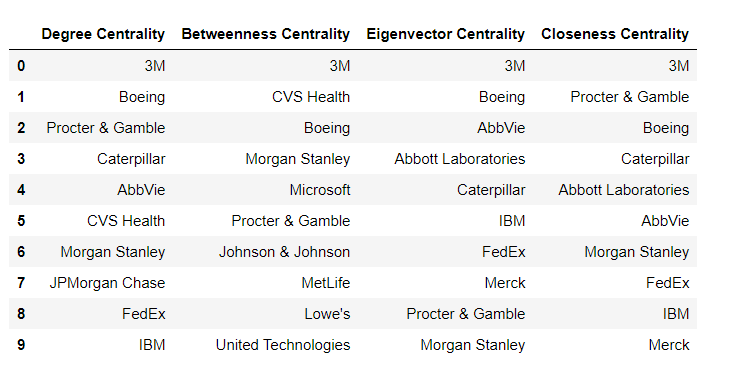 Degree Centrality Betweenness Centrality Eigenvector Centrality Closeness Centrality
0 3M 3M 3M 3M
1 Boeing CVS Health Boeing Procter & Gamble
2 Procter & Gamble Boeing AbbVie Boeing
3 Caterpillar Morgan Stanley Abbott Laboratories Caterpillar
4 AbbVie Microsoft Caterpillar Abbott Laboratories
5 CVS Health Procter & Gamble IBM AbbVie
6 Morgan Stanley Johnson & Johnson FedEx Morgan Stanley
7 JPMorgan Chase MetLife Merck FedEx
8 FedEx Lowe's Procter & Gamble IBM
9 IBM United Technologies Morgan Stanley Merck